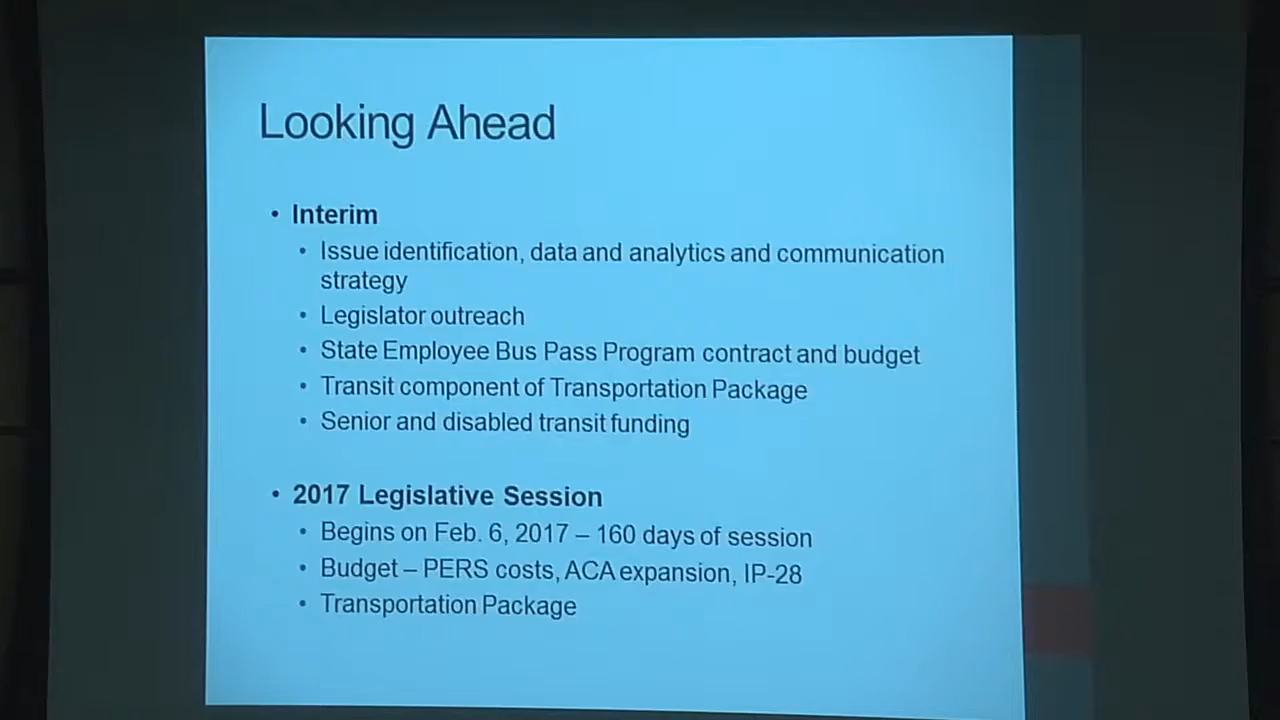 Looking Ahead
• Interim
• Issue identification, data and analytics and communication
strategy
• Legislator outreach
• State Employee Bus Pass Program contract and budget
• Transit component of Transportation Package
• Senior and disabled transit funding
• 2017 Legislative Session
• Begins on Feb. 6, 2017 – 160 days of session
• Budget – PERS costs, ACA expansion, IP-28
• Transportation Package